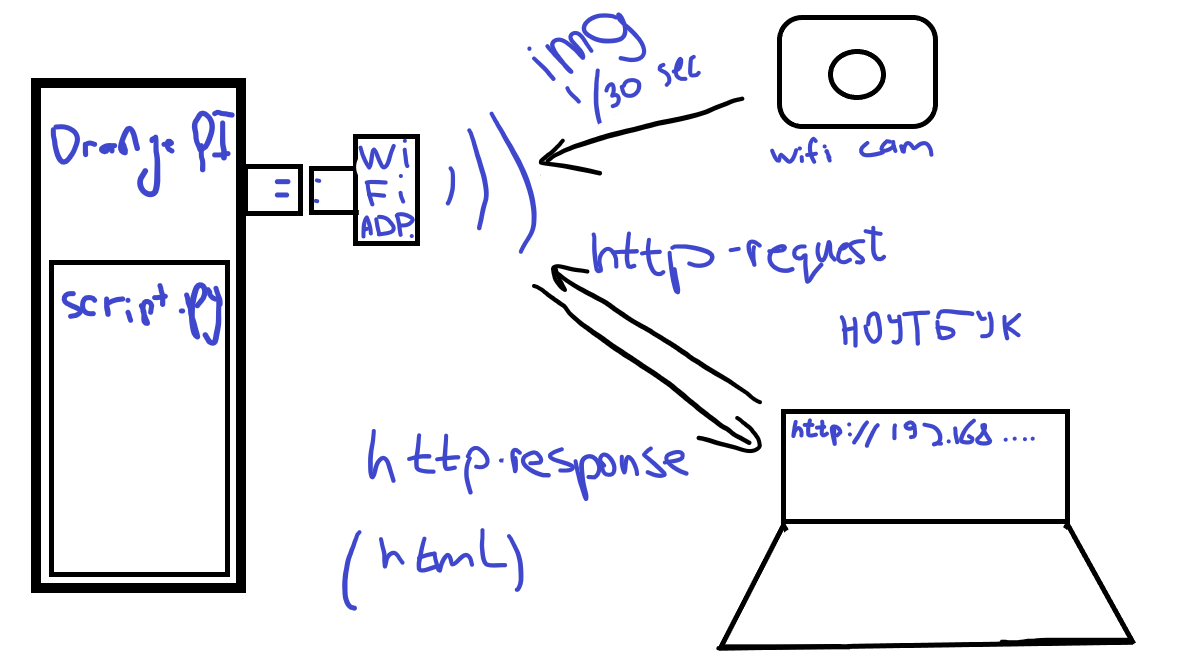 img
1/30 sec
Orange PI
wifi cam
Wi
Fi
ADP.
http-request
script.py
НОУТБУК
http://192.168....
http.response
(html)